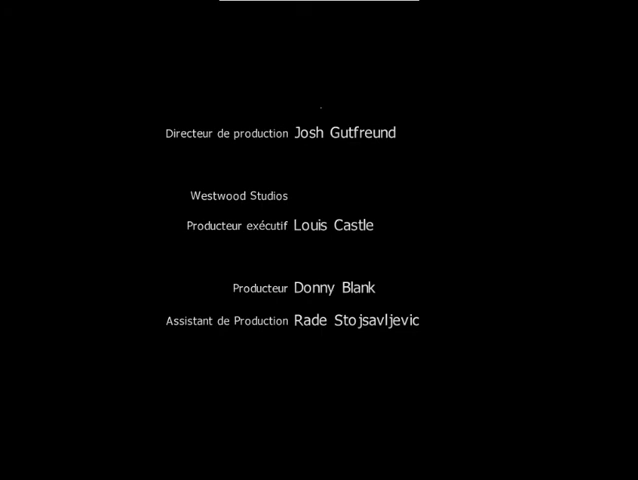 Directeur de production Josh Gutfreund
Westwood Studios
Producteur exécutif Louis Castle
Producteur Donny Blank
Assistant de Production Rade Stojsavljevic